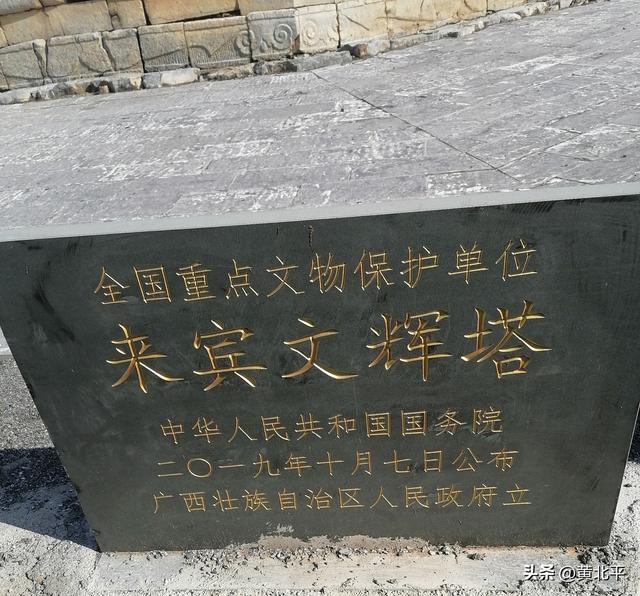 全国重点文物保护单位
来宾文辉塔
中华人民共和国国务院
二〇一九年十月七日公布
广西壮族自治区人民政府立
头条 @黄北平